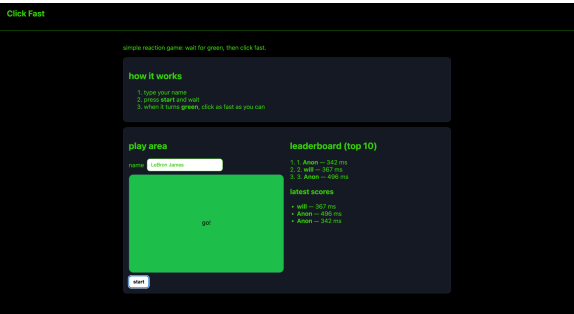 Click Fast
simple reaction game: wait for green, then click fast.
how it works
1. type your name
2. press start and wait
3. when it turns green, click as fast as you can
play area
name LeBron James
go!
start
leaderboard (top 10)
1. 1. Anon — 342 ms
2. 2. will — 367 ms
3. 3. Anon — 496 ms
latest scores
• will — 367 ms
• Anon — 496 ms
• Anon — 342 ms